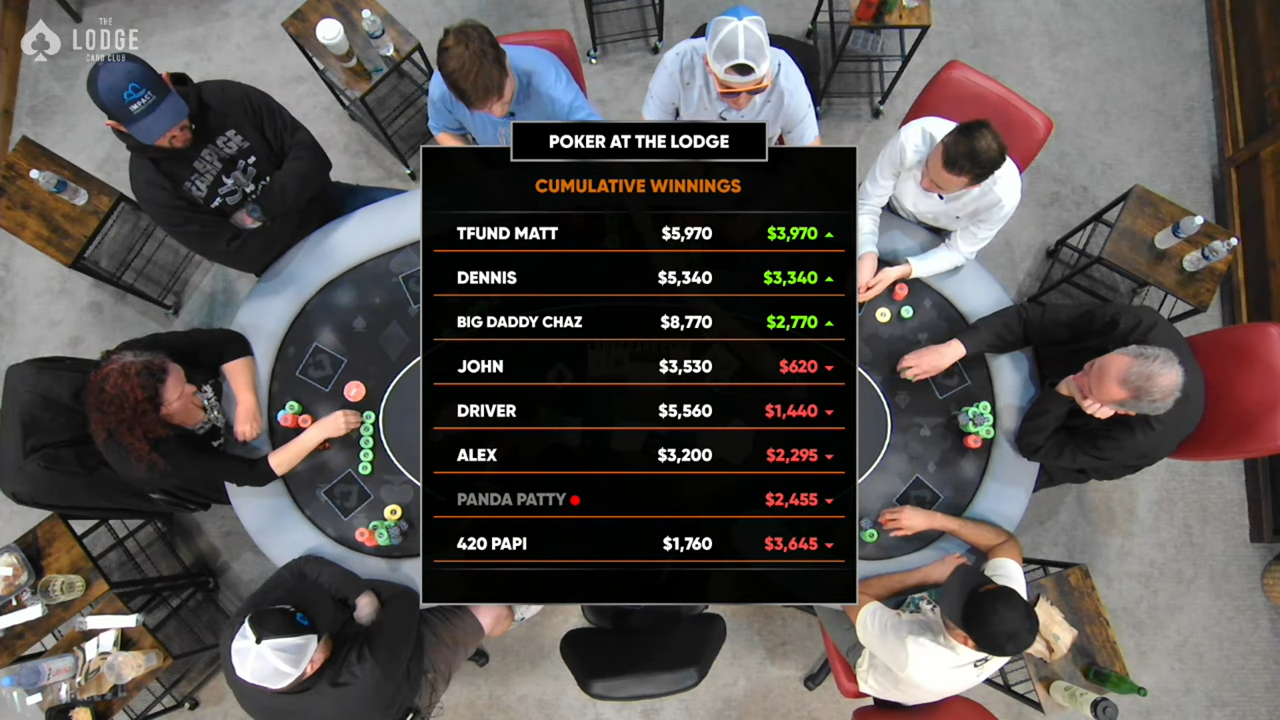 THE
LODGE
CARD CLUB
IMPACT
POKER AT THE LODGE
CUMULATIVE WINNINGS
TFUND MATT $5,970 $3,970
DENNIS $5,340 $3,340
BIG DADDY CHAZ $8,770 $2,770
JOHN $3,530 $620
DRIVER $5,560 $1,440
ALEX $3,200 $2,295
PANDA PATTY $2,455
420 PAPI $1,760 $3,645